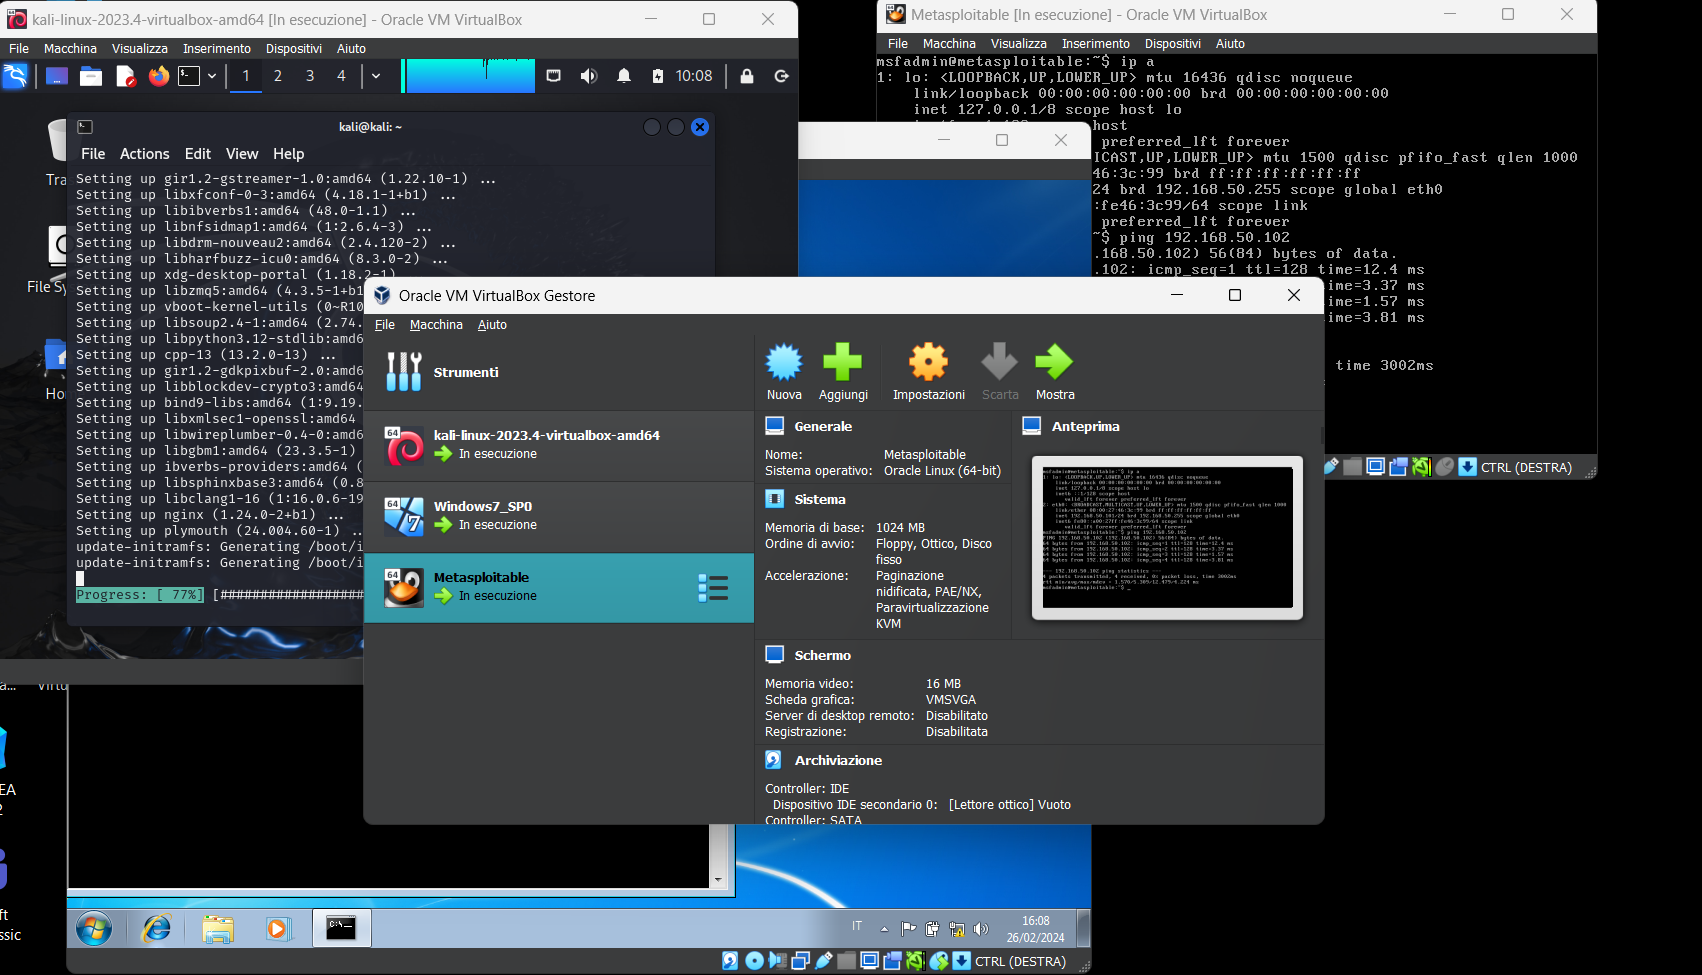 kali-linux-2023.4-virtualbox-amd64 [In esecuzione] - Oracle VM VirtualBox
File Macchina Visualizza Inserimento Dispositivi Aiuto
1 2 3 4 10:08
kali@kali: ~
File Actions Edit View Help
Setting up gir1.2-gstreamer-1.0:amd64 (1.22.10-1) ...
Setting up libxfconf-0-3:amd64 (4.18.1-1+b1) ...
Setting up libibverbs1:amd64 (48.0-1.1) ...
Setting up libnfsidmap1:amd64 (1:2.6.4-3) ...
Setting up libdrm-nouveau2:amd64 (2.4.120-2) ...
Setting up libharfbuzz-icu0:amd64 (8.3.0-2) ...
Setting up xdg-desktop-portal (1.18.2-1)
Setting up libzmq5:amd64 (4.3.5-1+b1
Setting up vboot-kernel-utils (0~R10
Setting up libsoup2.4-1:amd64 (2.74.
Setting up libpython3.12-stdlib:amd6
Setting up cpp-13 (13.2.0-13) ...
Setting up gir1.2-gdkpixbuf-2.0:amd6
Setting up libblockdev-crypto3:amd64
Setting up bind9-libs:amd64 (1:9.19.
Setting up libxmlsec1-openssl:amd64
Setting up libwireplumber-0.4-0:amd6
Setting up libgbm1:amd64 (23.3.5-1)
Setting up ibverbs-providers:amd64 (
Setting up libsphinxbase3:amd64 (0.8
Setting up libclang1-16 (1:16.0.6-19
Setting up nginx (1.24.0-2+b1) ...
Setting up plymouth (24.004.60-1) ..
update-initramfs: Generating /boot/i
update-initramfs: Generating /boot/i
Progress: [ 77%] [##################
Tra
File Sy
Ho
Metasploitable [In esecuzione] - Oracle VM VirtualBox
File Macchina Visualizza Inserimento Dispositivi Aiuto
msfadmin@metasploitable:~$ ip a
1: lo: <LOOPBACK,UP,LOWER_UP> mtu 16436 qdisc noqueue
link/loopback 00:00:00:00:00:00 brd 00:00:00:00:00:00
inet 127.0.0.1/8 scope host lo
host
preferred_lft forever
ICAST,UP,LOWER_UP> mtu 1500 qdisc pfifo_fast qlen 1000
46:3c:99 brd ff:ff:ff:ff:ff:ff
24 brd 192.168.50.255 scope global eth0
:fe46:3c99/64 scope link
preferred_lft forever
~$ ping 192.168.50.102
.168.50.102) 56(84) bytes of data.
.102: icmp_seq=1 ttl=128 time=12.4 ms
ime=3.37 ms
ime=1.57 ms
ime=3.81 ms
time 3002ms
CTRL (DESTRA)
Oracle VM VirtualBox Gestore
File Macchina Aiuto
Strumenti
64 kali-linux-2023.4-virtualbox-amd64
In esecuzione
64 7 Windows7_SP0
In esecuzione
64 Metasploitable
In esecuzione
Nuova Aggiungi Impostazioni Scarta Mostra
Generale
Nome: Metasploitable
Sistema operativo: Oracle Linux (64-bit)
Sistema
Memoria di base: 1024 MB
Ordine di avvio: Floppy, Ottico, Disco
fisso
Accelerazione: Paginazione
nidificata, PAE/NX,
Paravirtualizzazione
KVM
Anteprima
msfadmin@metasploitable:~$ ip a
Schermo
Memoria video: 16 MB
Scheda grafica: VMSVGA
Server di desktop remoto: Disabilitato
Registrazione: Disabilitata
Archiviazione
Controller: IDE
Dispositivo IDE secondario 0: [Lettore ottico] Vuoto
Controller: SATA
a... Virtu
EA
2
ft
ssic
C:\
IT 16:08
26/02/2024
CTRL (DESTRA)